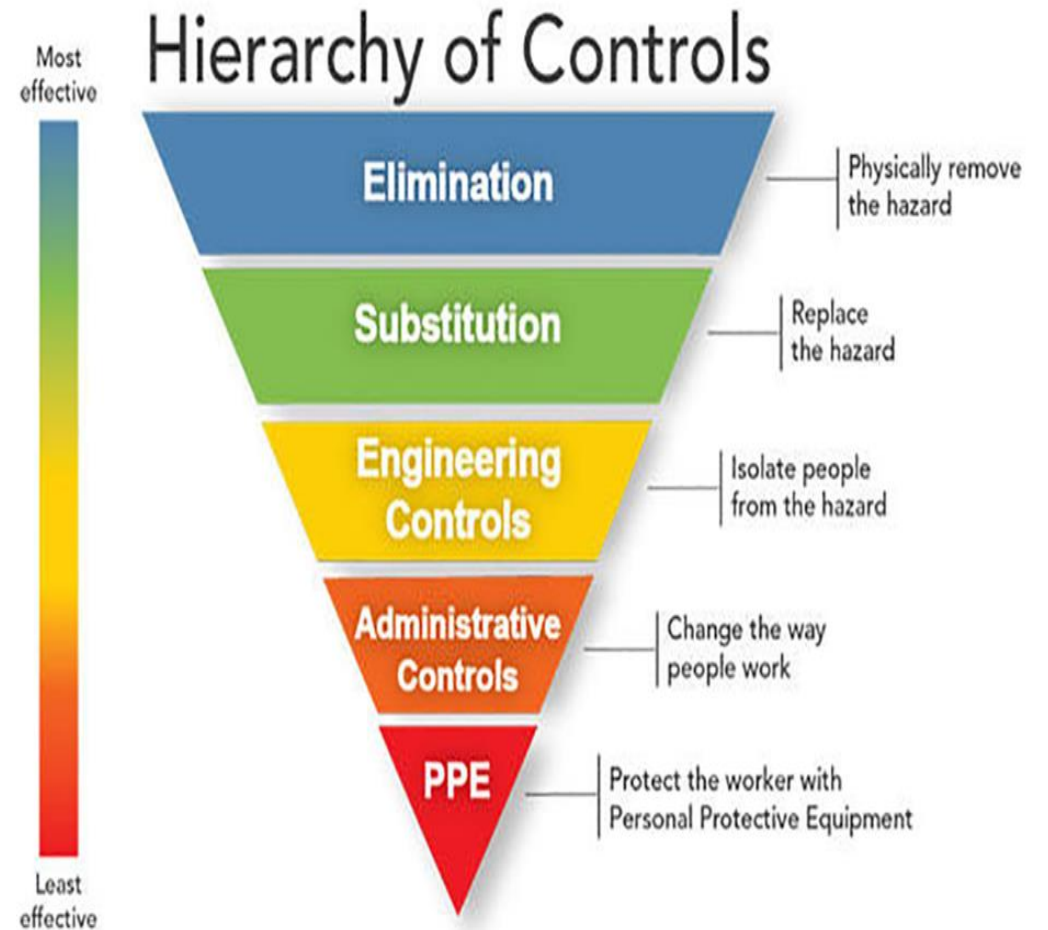 Hierarchy of Controls
Most
effective
Elimination
Physically remove
the hazard
Substitution
Replace
the hazard
Engineering
Controls
Isolate people
from the hazard
Administrative
Controls
Change the way
people work
PPE
Protect the worker with
Personal Protective Equipment
Least
effective